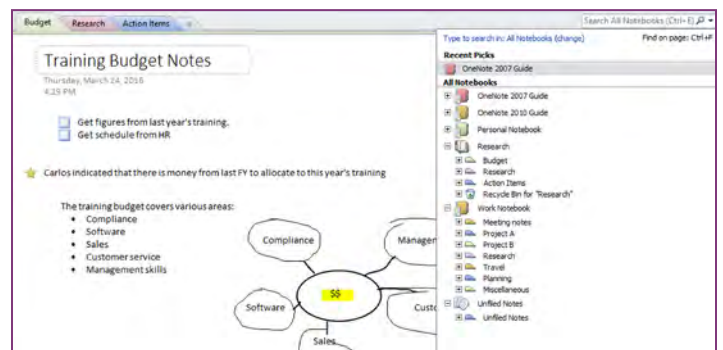 Budget Research Action Items
Search All Notebooks (Ctrl+E)
Type to search in: All Notebooks (change) Find on page: Ctrl+F
Recent Picks
OneNote 2007 Guide
All Notebooks
OneNote 2007 Guide
OneNote 2010 Guide
Personal Notebook
Research
Budget
Research
Action Items
Recycle Bin for "Research"
Work Notebook
Meeting notes
Project A
Project B
Research
Travel
Planning
Miscellaneous
Unfiled Notes
Unfiled Notes
Training Budget Notes
Thursday, March 24, 2016
4:25 PM
Get figures from last year's training.
Get schedule from HR
Carlos indicated that there is money from last FY to allocate to this year's training
The training budget covers various areas:
• Compliance
• Software
• Sales
• Customer service
• Management skills
Compliance
Manager
$$
Software
Custo
Sales